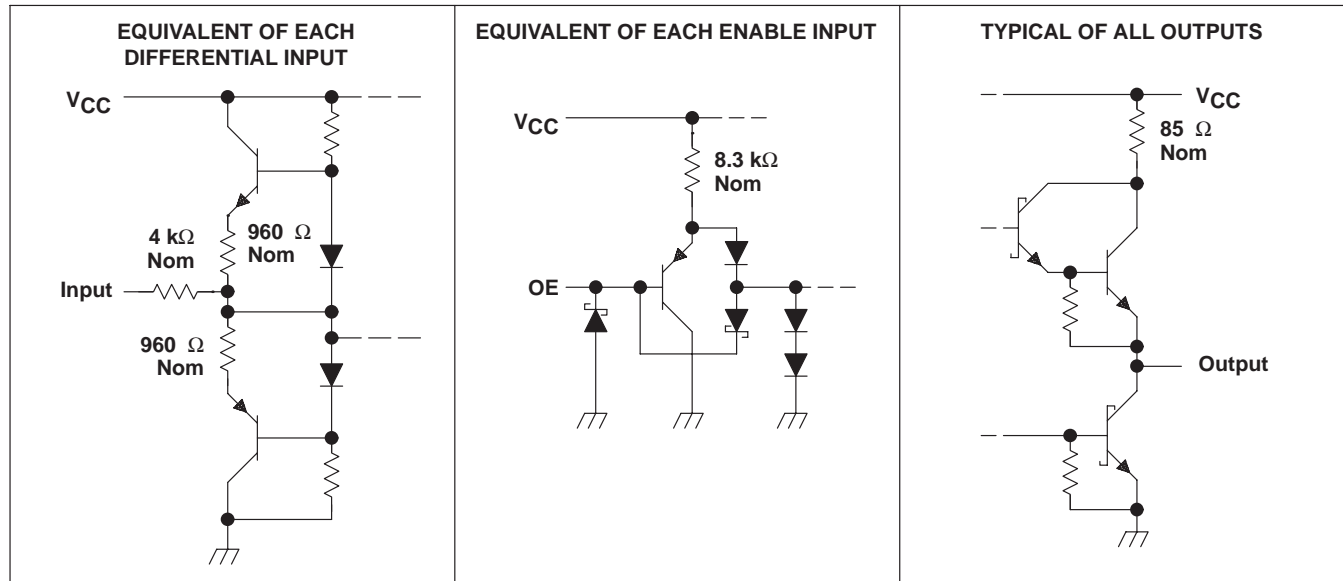 EQUIVALENT OF EACH
DIFFERENTIAL INPUT
VCC
4 kΩ
Nom
960 Ω
Nom
Input
960 Ω
Nom
EQUIVALENT OF EACH ENABLE INPUT
VCC
8.3 kΩ
Nom
OE
TYPICAL OF ALL OUTPUTS
VCC
85 Ω
Nom
Output